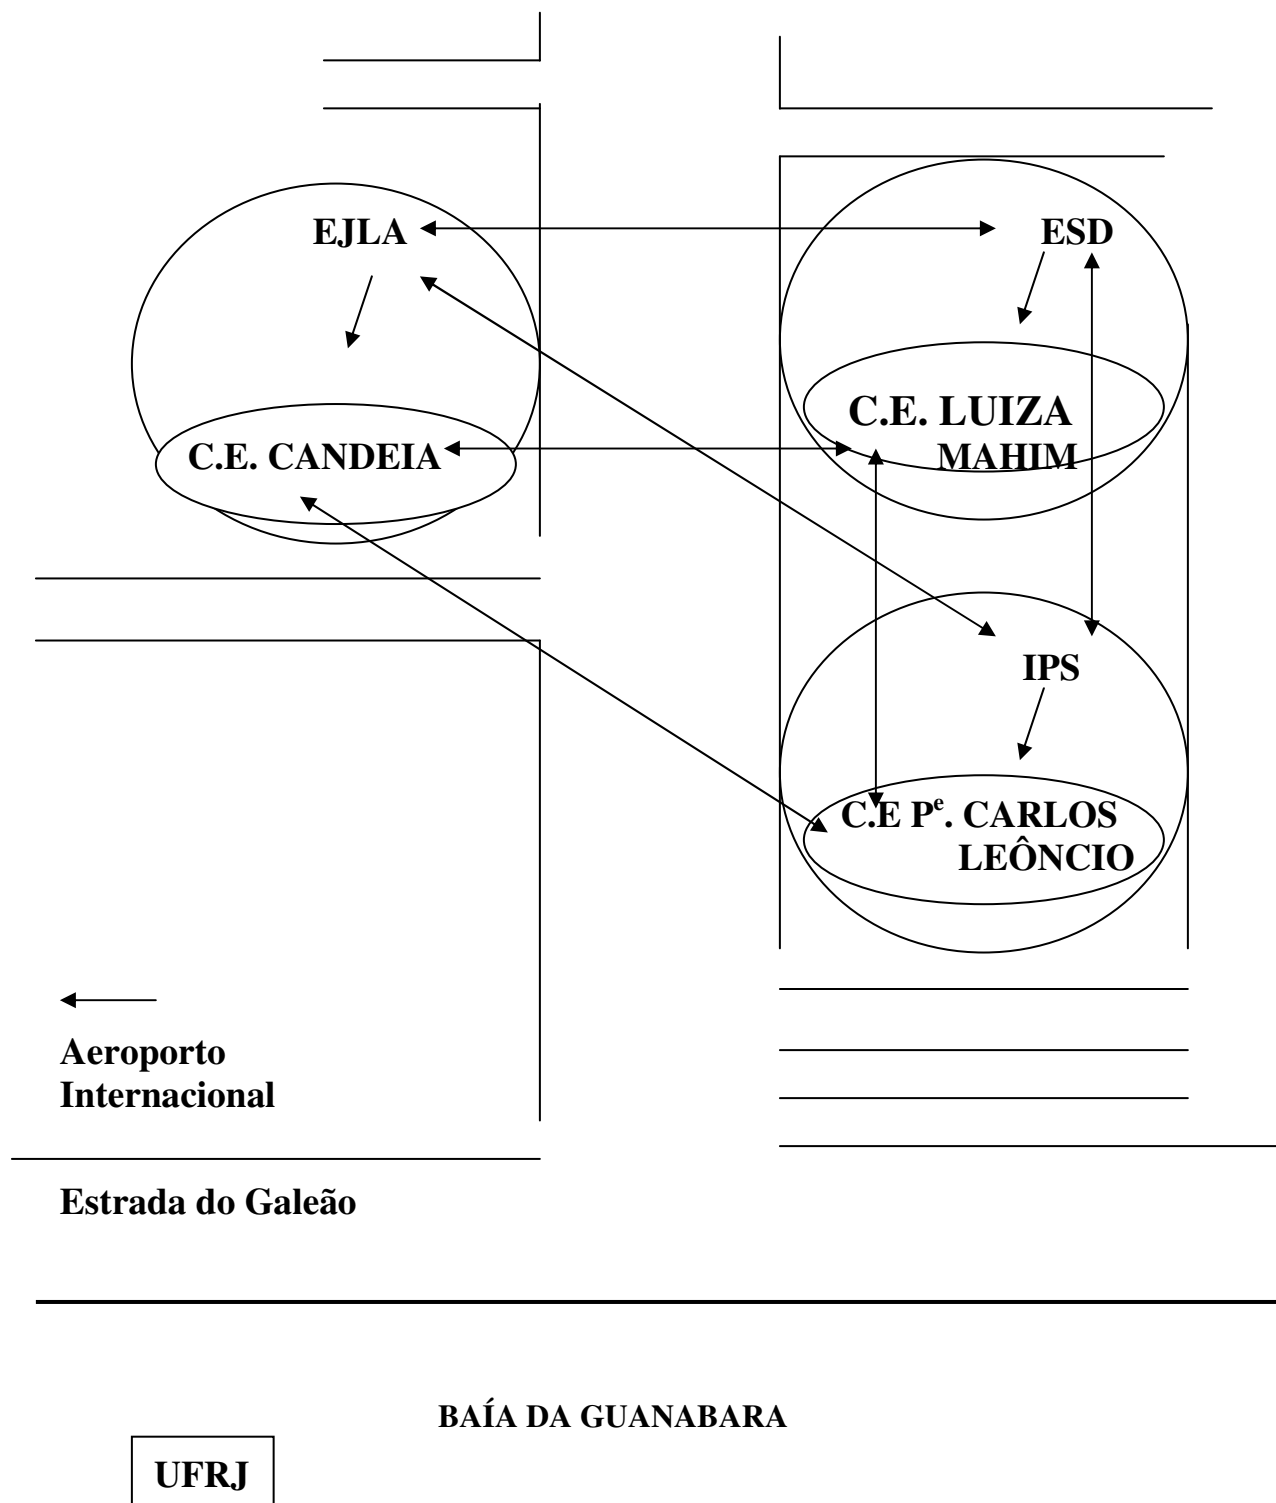 EJLA
ESD
C.E. CANDEIA
C.E. LUIZA
MAHIM
IPS
C.E Pᵉ. CARLOS
LEÔNCIO
Aeroporto
Internacional
Estrada do Galeão
BAÍA DA GUANABARA
UFRJ